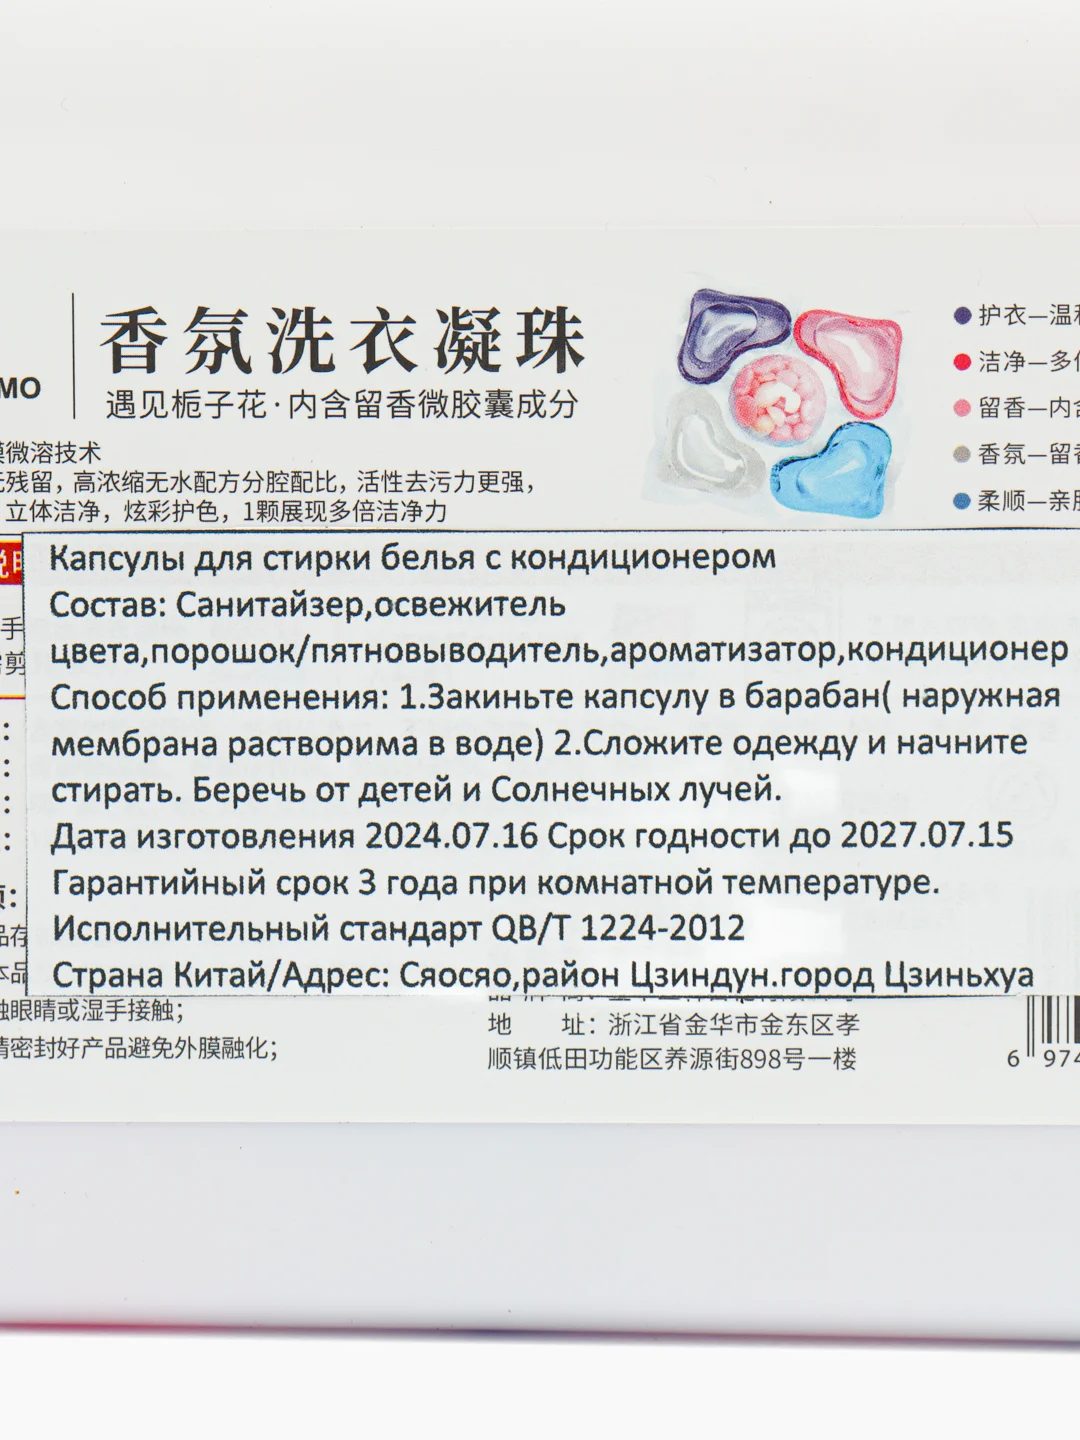 MO
香氛洗衣凝珠
遇见栀子花·内含留香微胶囊成分
微溶技术
残留，高浓缩无水配方分腔配比，活性去污力更强，
立体洁净，炫彩护色，1颗展现多倍洁净力
护衣—温
洁净—多
留香—内
香氛—留
柔顺—亲
Капсулы для стирки белья с кондиционером
Состав: Санитайзер,освежитель
цвета,порошок/пятновыводитель,ароматизатор,кондиционер
Способ применения: 1.Закиньте капсулу в барабан( наружная
мембрана растворима в воде) 2.Сложите одежду и начните
стирать. Беречь от детей и Солнечных лучей.
Дата изготовления 2024.07.16 Срок годности до 2027.07.15
Гарантийный срок 3 года при комнатной температуре.
Исполнительный стандарт QB/T 1224-2012
Страна Китай/Адрес: Сяосяо,район Цзиндун.город Цзиньхуа
眼睛或湿手接触；
密封好产品避免外膜融化；
地 址：浙江省金华市金东区孝
顺镇低田功能区养源街898号一楼
6 974